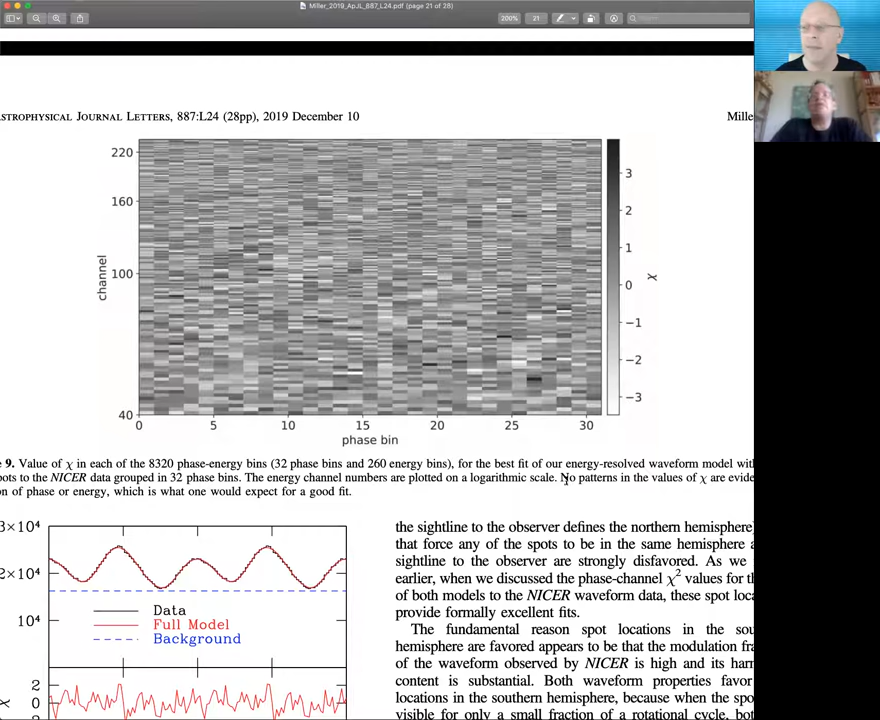 Miller_2019_ApJL_887_L24.pdf (page 21 of 28)
200%
21
Search
STROPHYSICAL JOURNAL LETTERS, 887:L24 (28pp), 2019 December 10
Mille
220
160
100
40
channel
0
5
10
15
20
25
30
phase bin
3
2
1
0
−1
−2
−3
χ
e 9. Value of χ in each of the 8320 phase-energy bins (32 phase bins and 260 energy bins), for the best fit of our energy-resolved waveform model with
pots to the NICER data grouped in 32 phase bins. The energy channel numbers are plotted on a logarithmic scale. No patterns in the values of χ are evide
on of phase or energy, which is what one would expect for a good fit.
3×10⁴
2×10⁴
10⁴
Data
Full Model
Background
2
0
χ
the sightline to the observer defines the northern hemisphere)
that force any of the spots to be in the same hemisphere a
sightline to the observer are strongly disfavored. As we
earlier, when we discussed the phase-channel χ² values for th
of both models to the NICER waveform data, these spot loca
provide formally excellent fits.
The fundamental reason spot locations in the sou
hemisphere are favored appears to be that the modulation fra
of the waveform observed by NICER is high and its harm
content is substantial. Both waveform properties favor
locations in the southern hemisphere, because when the spo
visible for only a small fraction of a rotational cycle, bot